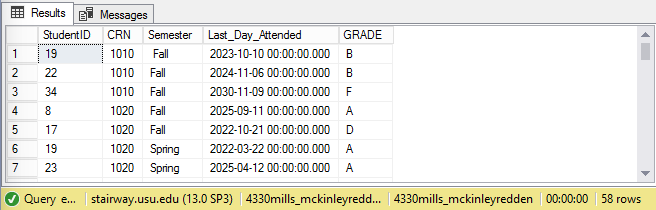 Results Messages
StudentID CRN Semester Last_Day_Attended GRADE
1 19 1010 Fall 2023-10-10 00:00:00.000 B
2 22 1010 Fall 2024-11-06 00:00:00.000 B
3 34 1010 Fall 2030-11-09 00:00:00.000 F
4 8 1020 Fall 2025-09-11 00:00:00.000 A
5 17 1020 Fall 2022-10-21 00:00:00.000 D
6 19 1020 Spring 2022-03-22 00:00:00.000 A
7 23 1020 Spring 2025-04-12 00:00:00.000 A
Query e... stairway.usu.edu (13.0 SP3) 4330mills_mckinleyredd... 4330mills_mckinleyredden 00:00:00 58 rows